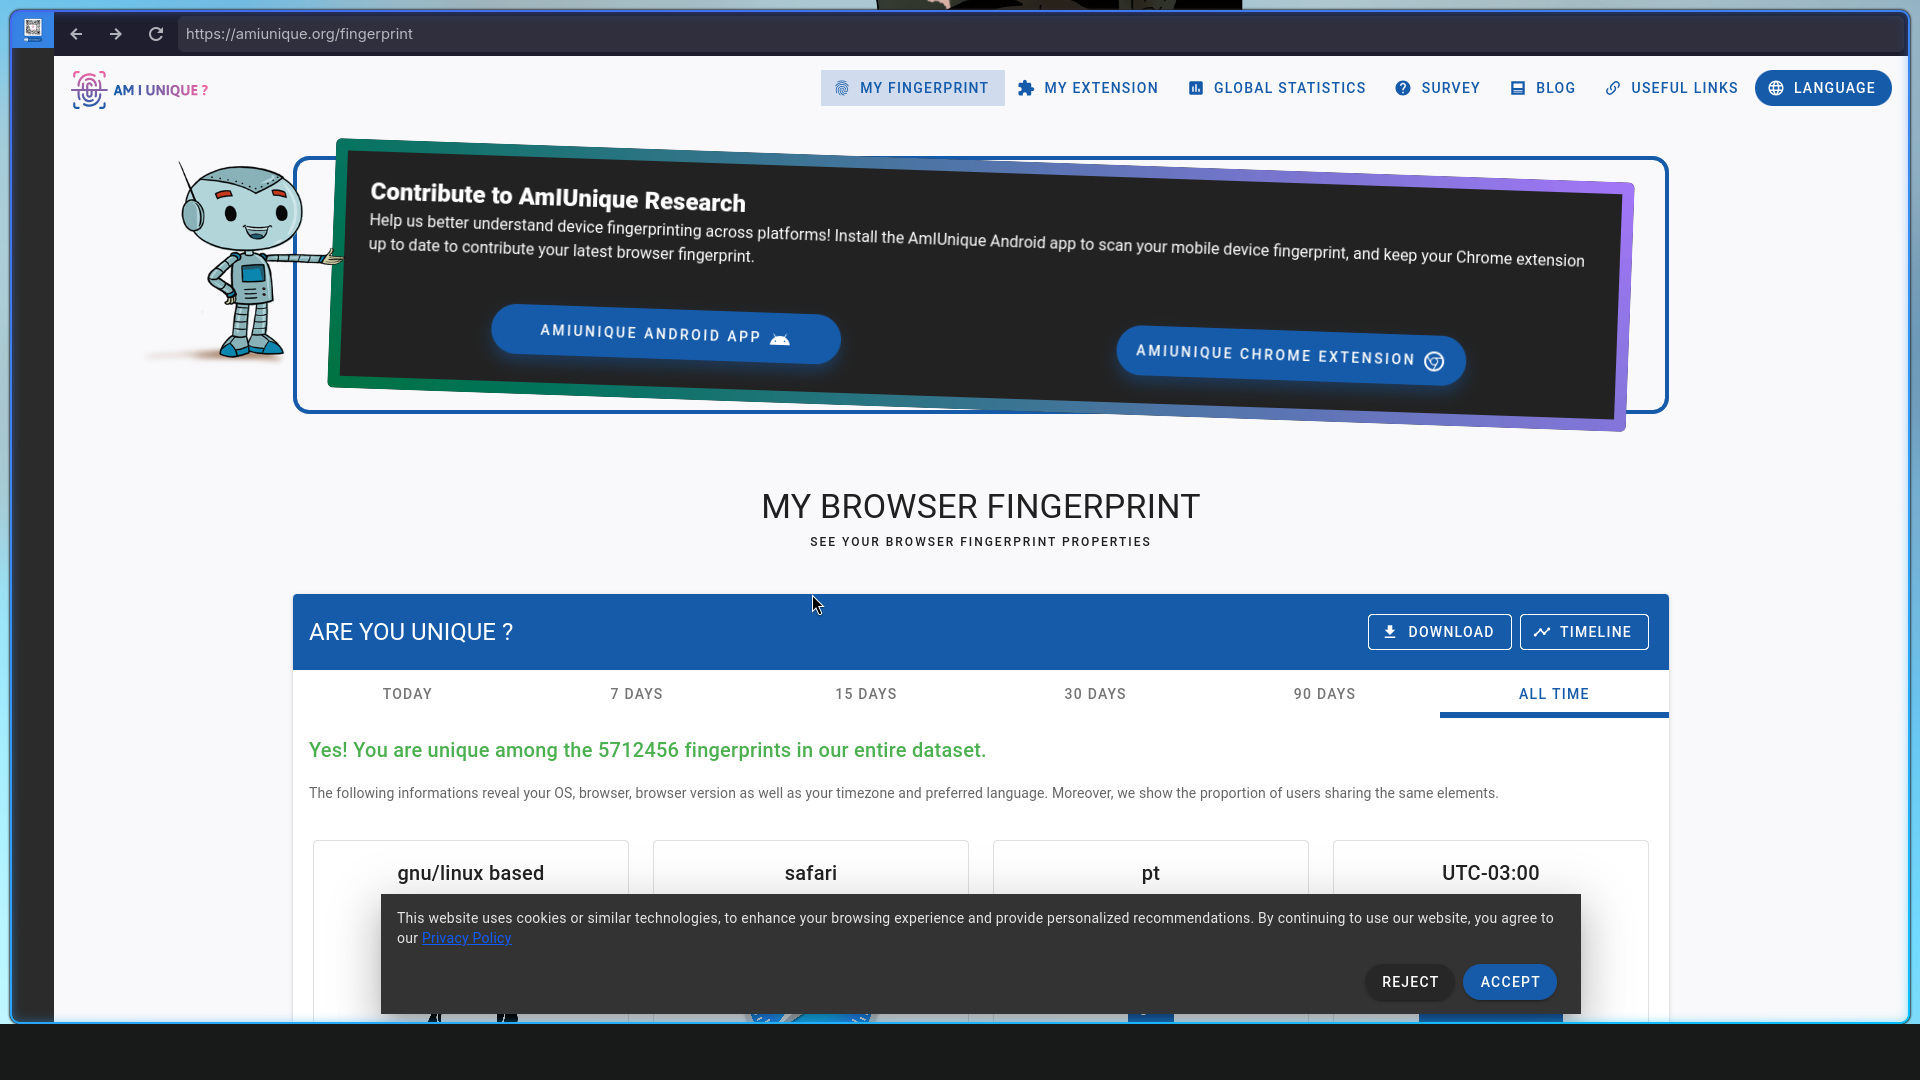 https://amiunique.org/fingerprint
AM I UNIQUE ?
MY FINGERPRINT
MY EXTENSION
GLOBAL STATISTICS
SURVEY
BLOG
USEFUL LINKS
LANGUAGE
Contribute to AmIUnique Research
Help us better understand device fingerprinting across platforms! Install the AmIUnique Android app to scan your mobile device fingerprint, and keep your Chrome extension
up to date to contribute your latest browser fingerprint.
AMIUNIQUE ANDROID APP
AMIUNIQUE CHROME EXTENSION
MY BROWSER FINGERPRINT
SEE YOUR BROWSER FINGERPRINT PROPERTIES
ARE YOU UNIQUE ?
DOWNLOAD
TIMELINE
TODAY
7 DAYS
15 DAYS
30 DAYS
90 DAYS
ALL TIME
Yes! You are unique among the 5712456 fingerprints in our entire dataset.
The following informations reveal your OS, browser, browser version as well as your timezone and preferred language. Moreover, we show the proportion of users sharing the same elements.
gnu/linux based
safari
pt
UTC-03:00
This website uses cookies or similar technologies, to enhance your browsing experience and provide personalized recommendations. By continuing to use our website, you agree to
our Privacy Policy
REJECT
ACCEPT